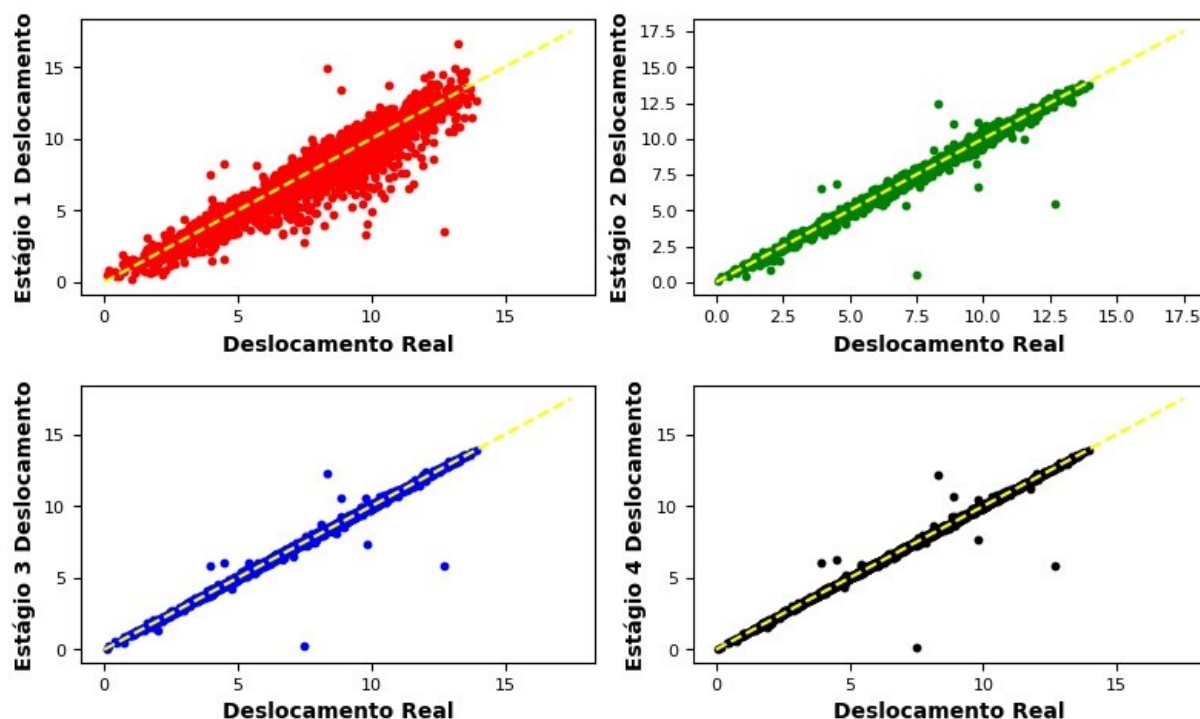 Estágio 1 Deslocamento
15
10
5
0
0 5 10 15
Deslocamento Real
Estágio 2 Deslocamento
17.5
15.0
12.5
10.0
7.5
5.0
2.5
0.0
0.0 2.5 5.0 7.5 10.0 12.5 15.0 17.5
Deslocamento Real
Estágio 3 Deslocamento
15
10
5
0
0 5 10 15
Deslocamento Real
Estágio 4 Deslocamento
15
10
5
0
0 5 10 15
Deslocamento Real